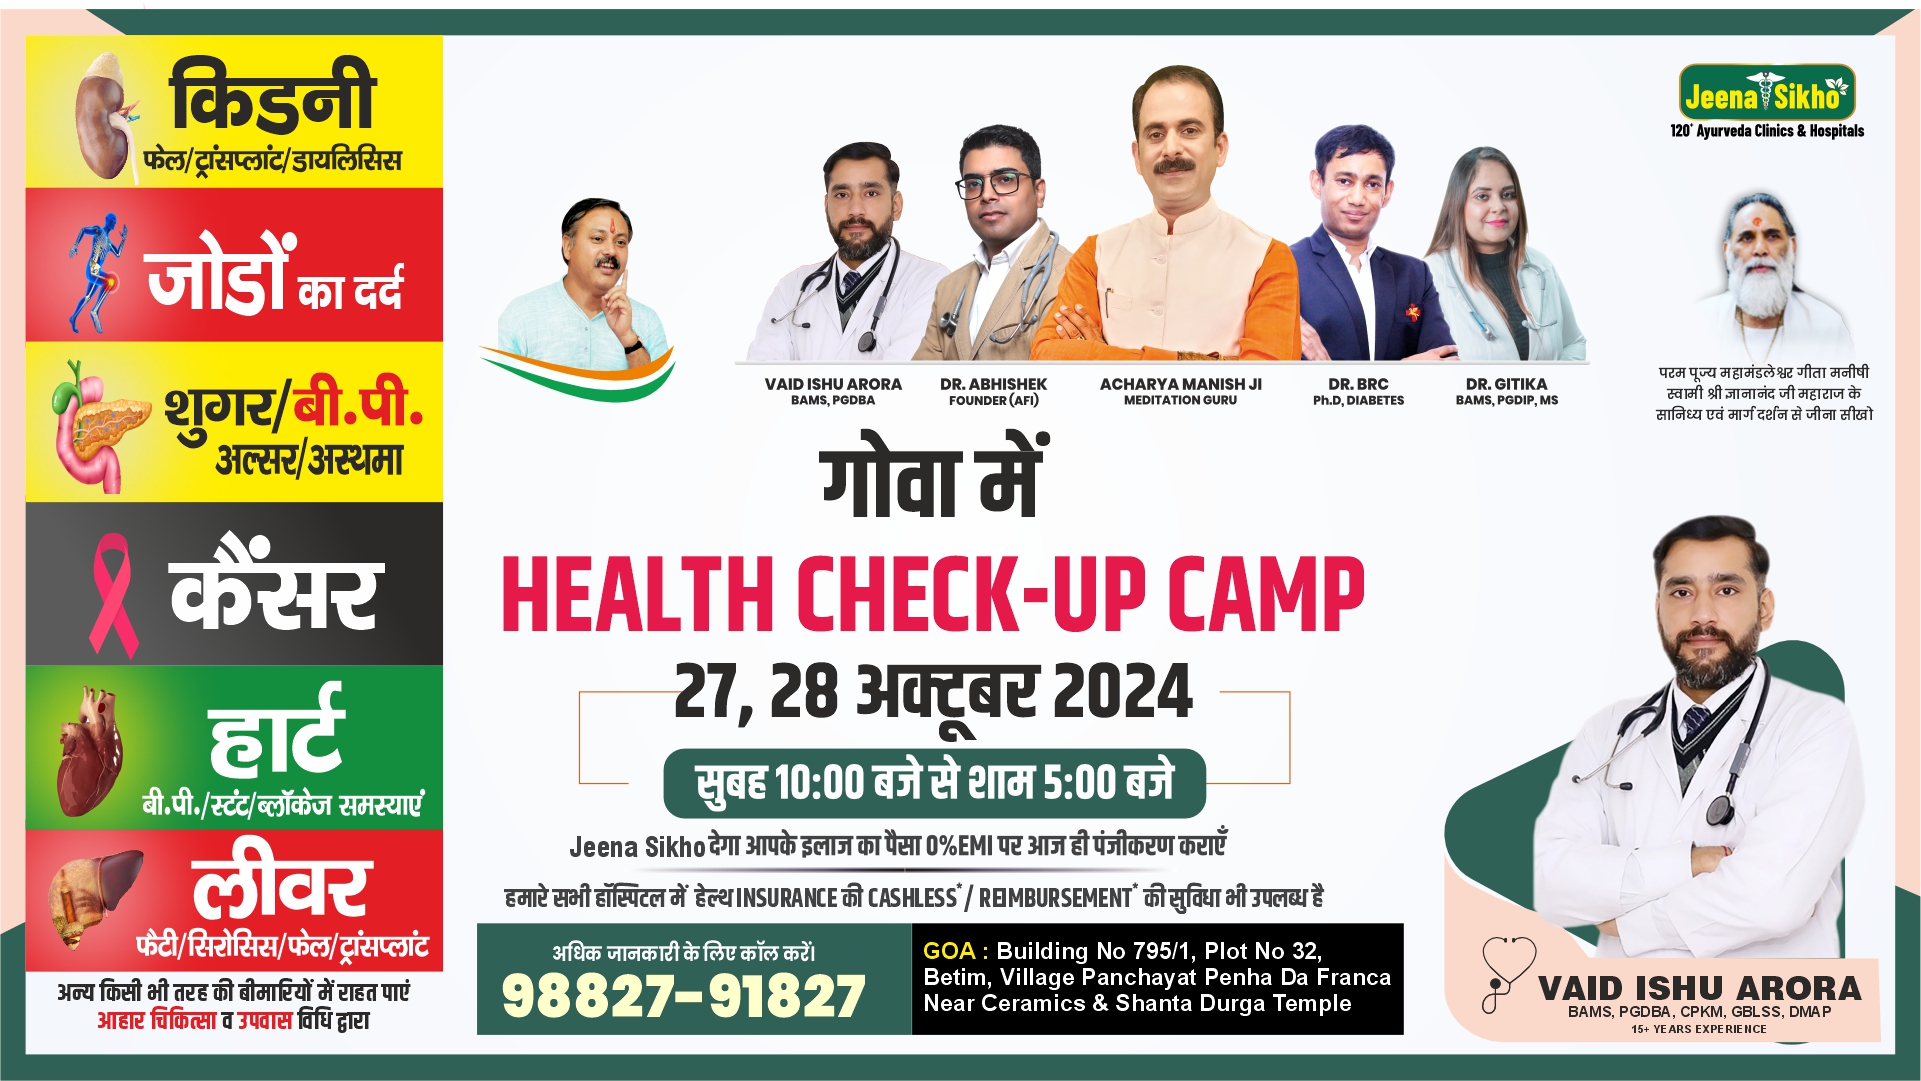 किडनी
फेल/ट्रांसप्लांट/डायलिसिस
जोडों का दर्द
शुगर/बी.पी.
अल्सर/अस्थमा
कैंसर
हार्ट
बी.पी./स्टंट/ब्लॉकेज समस्याएं
लीवर
फैटी/सिरोसिस/फेल/ट्रांसप्लांट
अन्य किसी भी तरह की बीमारियों में राहत पाएं
आहार चिकित्सा व उपवास विधि द्वारा
Jeena Sikho
120+ Ayurveda Clinics & Hospitals
VAID ISHU ARORA
BAMS, PGDBA
DR. ABHISHEK
FOUNDER (AFI)
ACHARYA MANISH JI
MEDITATION GURU
DR. BRC
Ph.D, DIABETES
DR. GITIKA
BAMS, PGDIP, MS
परम पूज्य महामंडलेश्वर गीता मनीषी
स्वामी श्री ज्ञानानंद जी महाराज के
सानिध्य एवं मार्ग दर्शन से जीना सीखो
गोवा में
HEALTH CHECK-UP CAMP
27, 28 अक्टूबर 2024
सुबह 10:00 बजे से शाम 5:00 बजे
Jeena Sikho देगा आपके इलाज का पैसा 0%EMI पर आज ही पंजीकरण कराएँ
हमारे सभी हॉस्पिटल में हेल्थ INSURANCE की CASHLESS* / REIMBURSEMENT* की सुविधा भी उपलब्ध है
अधिक जानकारी के लिए कॉल करें।
98827-91827
GOA : Building No 795/1, Plot No 32,
Betim, Village Panchayat Penha Da Franca
Near Ceramics & Shanta Durga Temple
VAID ISHU ARORA
BAMS, PGDBA, CPKM, GBLSS, DMAP
15+ YEARS EXPERIENCE